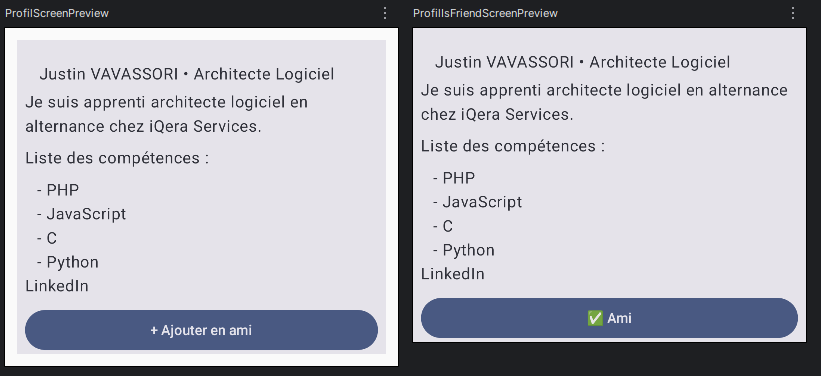 ProfilScreenPreview
Justin VAVASSORI • Architecte Logiciel
Je suis apprenti architecte logiciel en
alternance chez iQera Services.
Liste des compétences :
- PHP
- JavaScript
- C
- Python
LinkedIn
+ Ajouter en ami
ProfilIsFriendScreenPreview
Justin VAVASSORI • Architecte Logiciel
Je suis apprenti architecte logiciel en alternance
chez iQera Services.
Liste des compétences :
- PHP
- JavaScript
- C
- Python
LinkedIn
✅ Ami